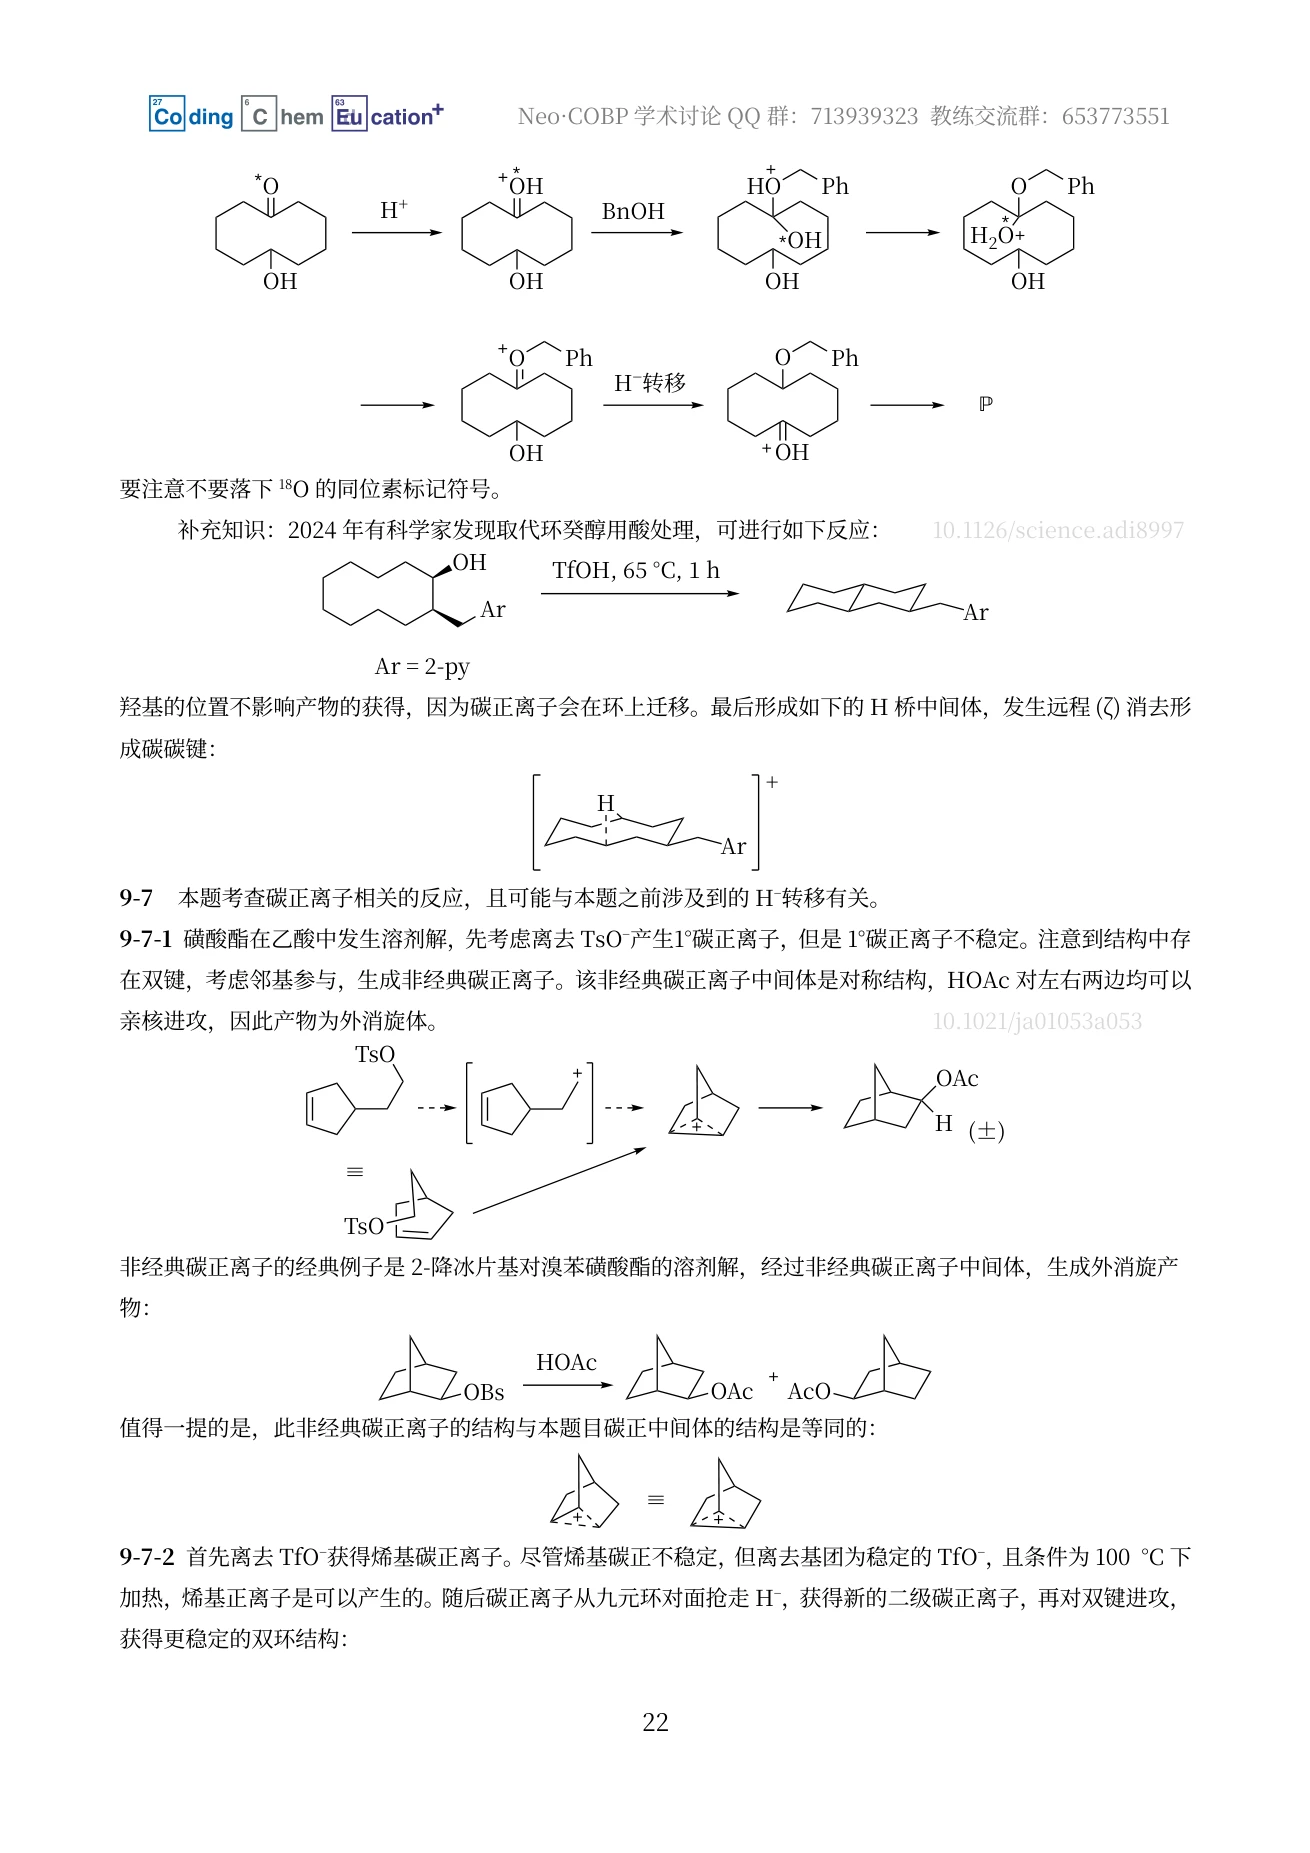 27 6 63
Coding Chem Education+ Neo·COBP 学术讨论 QQ 群：713939323 教练交流群：653773551
*O + * OH HO + Ph O Ph
H+ BnOH
*OH H2O+ *
OH OH OH OH
+ O Ph O Ph
H−转移 ℙ
OH + OH
要注意不要落下 18O 的同位素标记符号。
补充知识：2024 年有科学家发现取代环癸醇用酸处理，可进行如下反应： 10.1126/science.adi8997
OH TfOH, 65 °C, 1 h
Ar Ar
Ar = 2-py
羟基的位置不影响产物的获得，因为碳正离子会在环上迁移。最后形成如下的 H 桥中间体，发生远程 (ζ) 消去形
成碳碳键：
+
H
Ar
9-7 本题考查碳正离子相关的反应，且可能与本题之前涉及到的 H−转移有关。
9-7-1 磺酸酯在乙酸中发生溶剂解，先考虑离去 TsO−产生1°碳正离子，但是 1°碳正离子不稳定。注意到结构中存
在双键，考虑邻基参与，生成非经典碳正离子。该非经典碳正离子中间体是对称结构，HOAc 对左右两边均可以
亲核进攻，因此产物为外消旋体。 10.1021/ja01053a053
TsO
+ OAc
+ H (±)
≡
TsO
非经典碳正离子的经典例子是 2-降冰片基对溴苯磺酸酯的溶剂解，经过非经典碳正离子中间体，生成外消旋产
物：
HOAc
OBs OAc + AcO
值得一提的是，此非经典碳正离子的结构与本题目碳正中间体的结构是等同的：
+ ≡ +
9-7-2 首先离去 TfO−获得烯基碳正离子。尽管烯基碳正不稳定，但离去基团为稳定的 TfO−，且条件为 100 °C 下
加热，烯基正离子是可以产生的。随后碳正离子从九元环对面抢走 H−，获得新的二级碳正离子，再对双键进攻，
获得更稳定的双环结构：
22